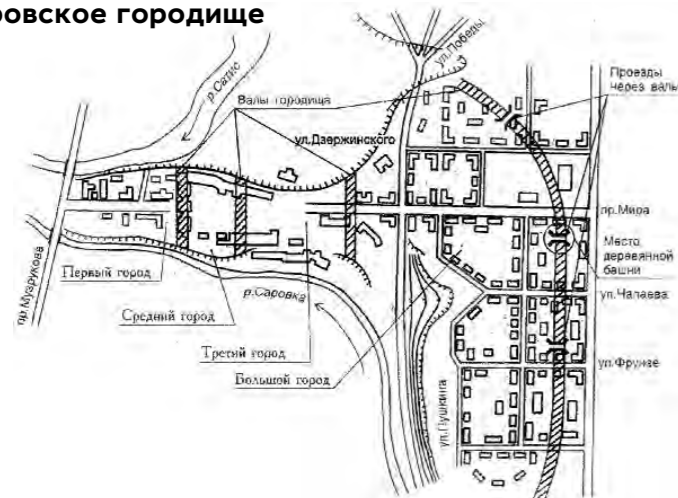 ровское городище
ул.Победы
р.Сатис
Проезды
через валы
Валы городища
ул.Дзержинского
пр.Мира
Место
деревянной
башни
Первый город
пр.Музрукова
р.Саровка
ул.Чапаева
Средний город
Третий город
Большой город
ул.Фрунзе
ул.Пушкина